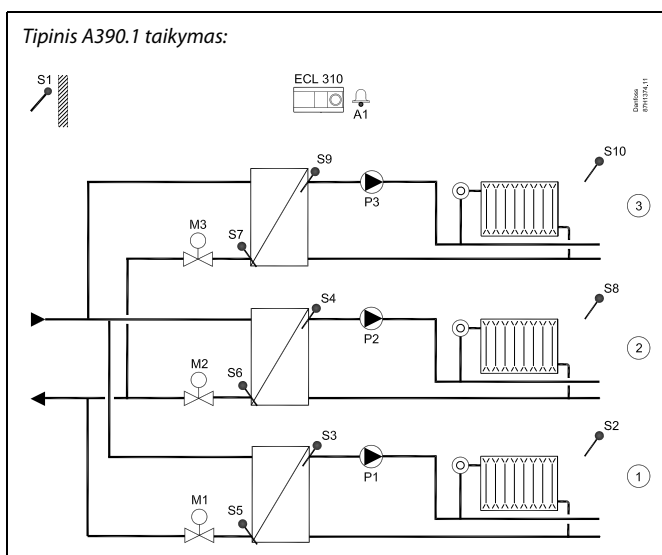 Tipinis A390.1 taikymas:
S1
ECL 310
A1
Danfoss
87H1374_11
S9
S10
P3
3
M3
S7
S4
S8
P2
2
M2
S6
S3
S2
P1
1
M1
S5